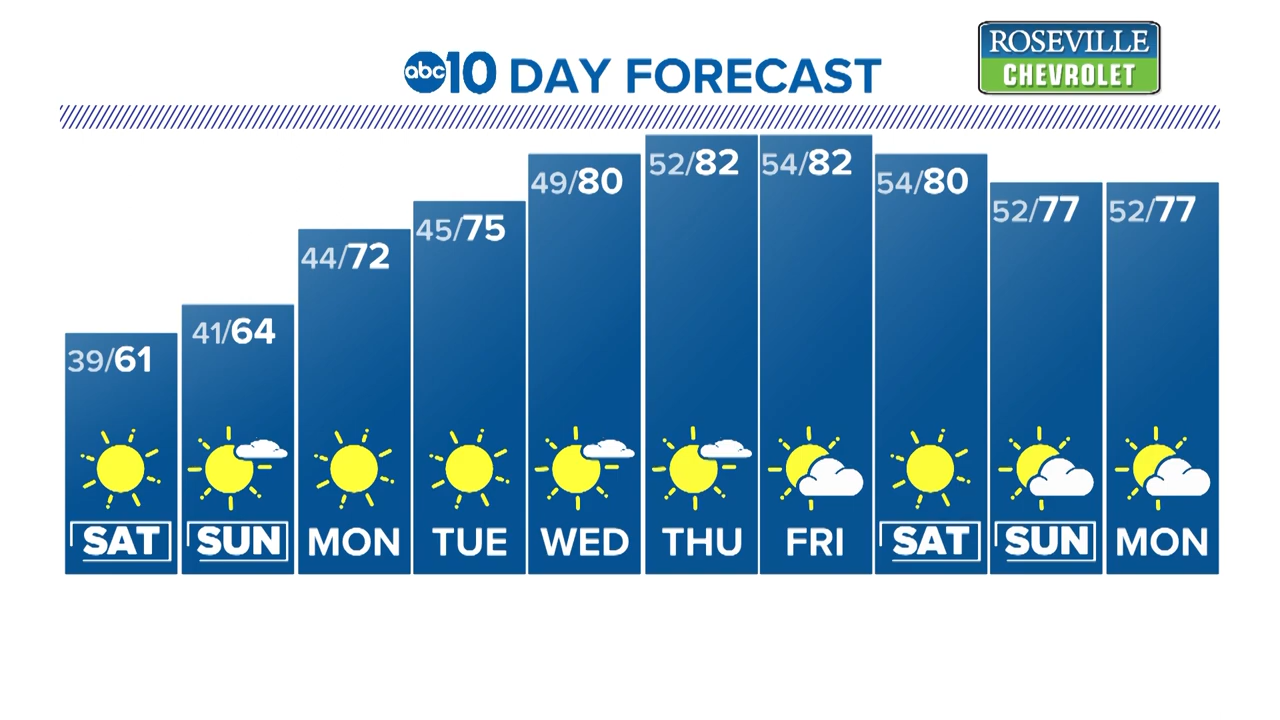 abc10 DAY FORECAST
ROSEVILLE
CHEVROLET
39/61
41/64
44/72
45/75
49/80
52/82
54/82
54/80
52/77
52/77
SAT
SUN
MON
TUE
WED
THU
FRI
SAT
SUN
MON